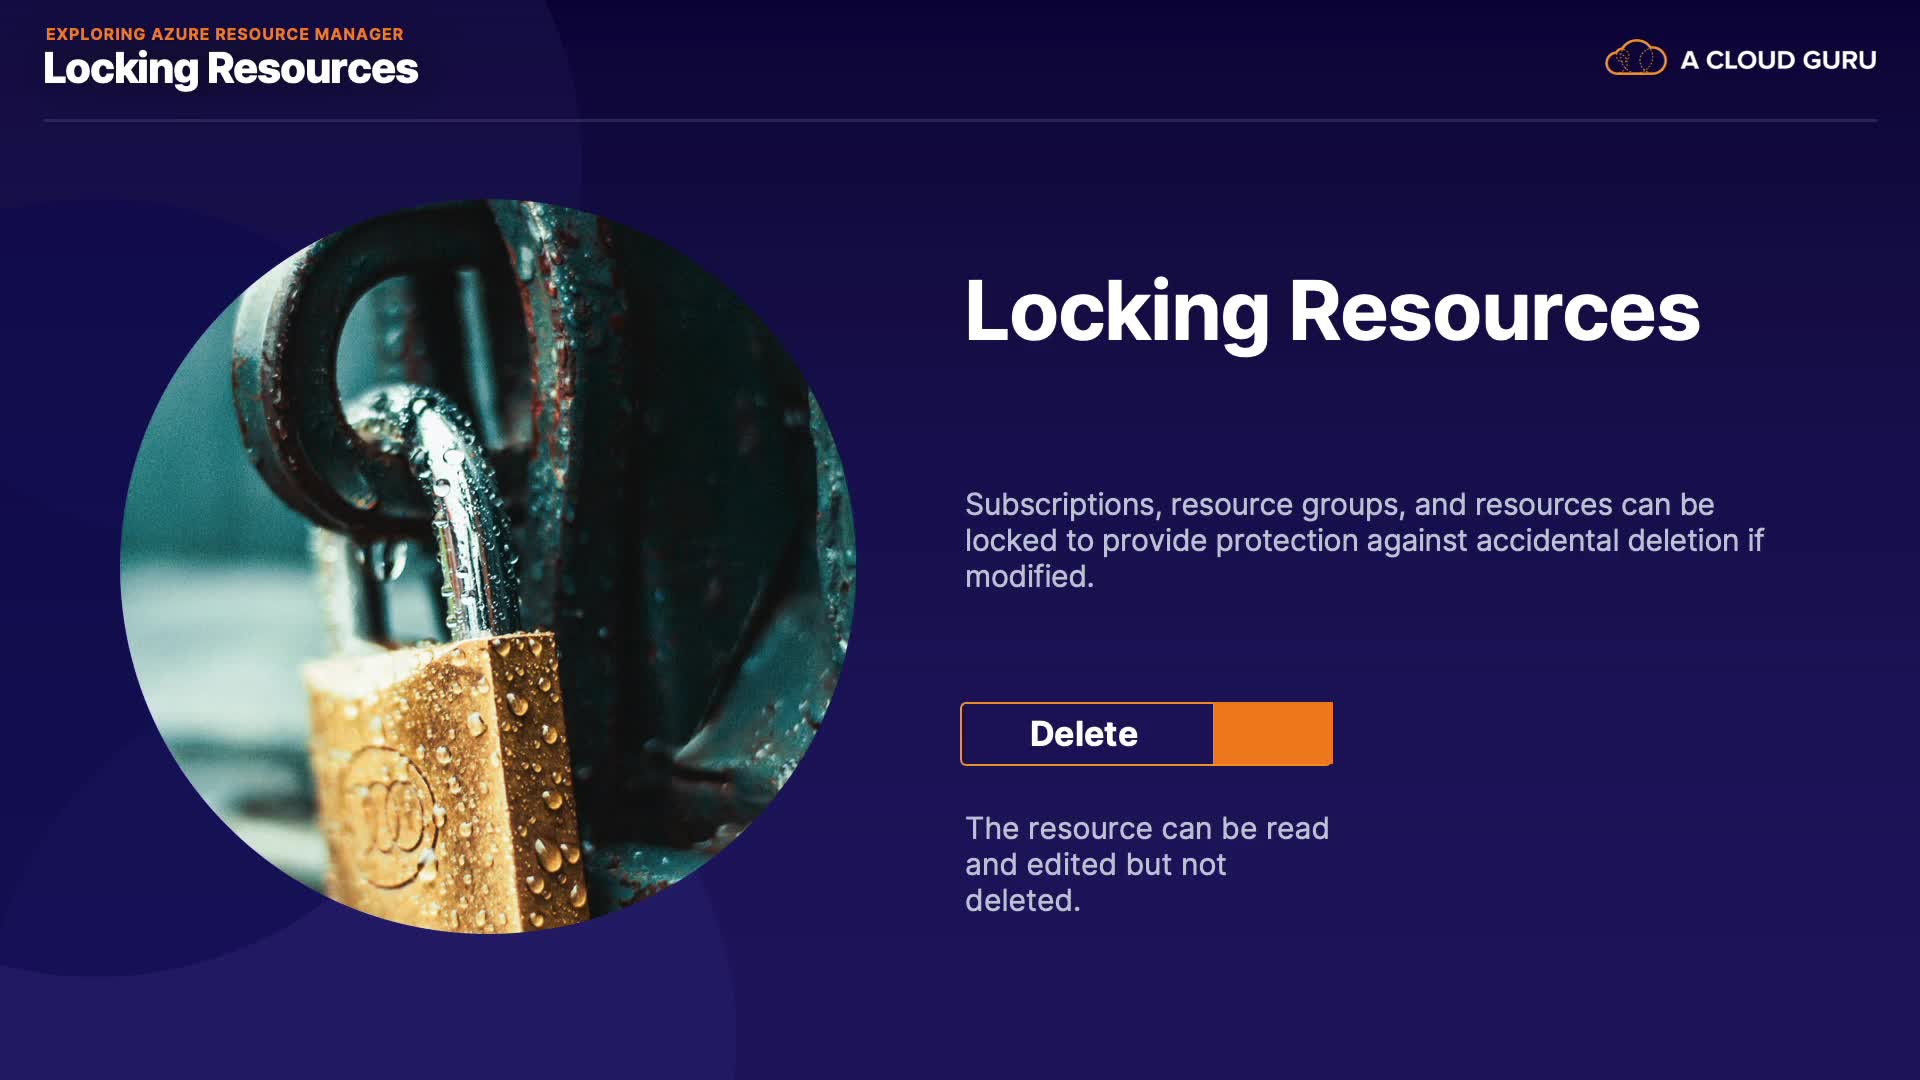 EXPLORING AZURE RESOURCE MANAGER
Locking Resources
A CLOUD GURU
Locking Resources
Subscriptions, resource groups, and resources can be
locked to provide protection against accidental deletion if
modified.
Delete
The resource can be read
and edited but not
deleted.